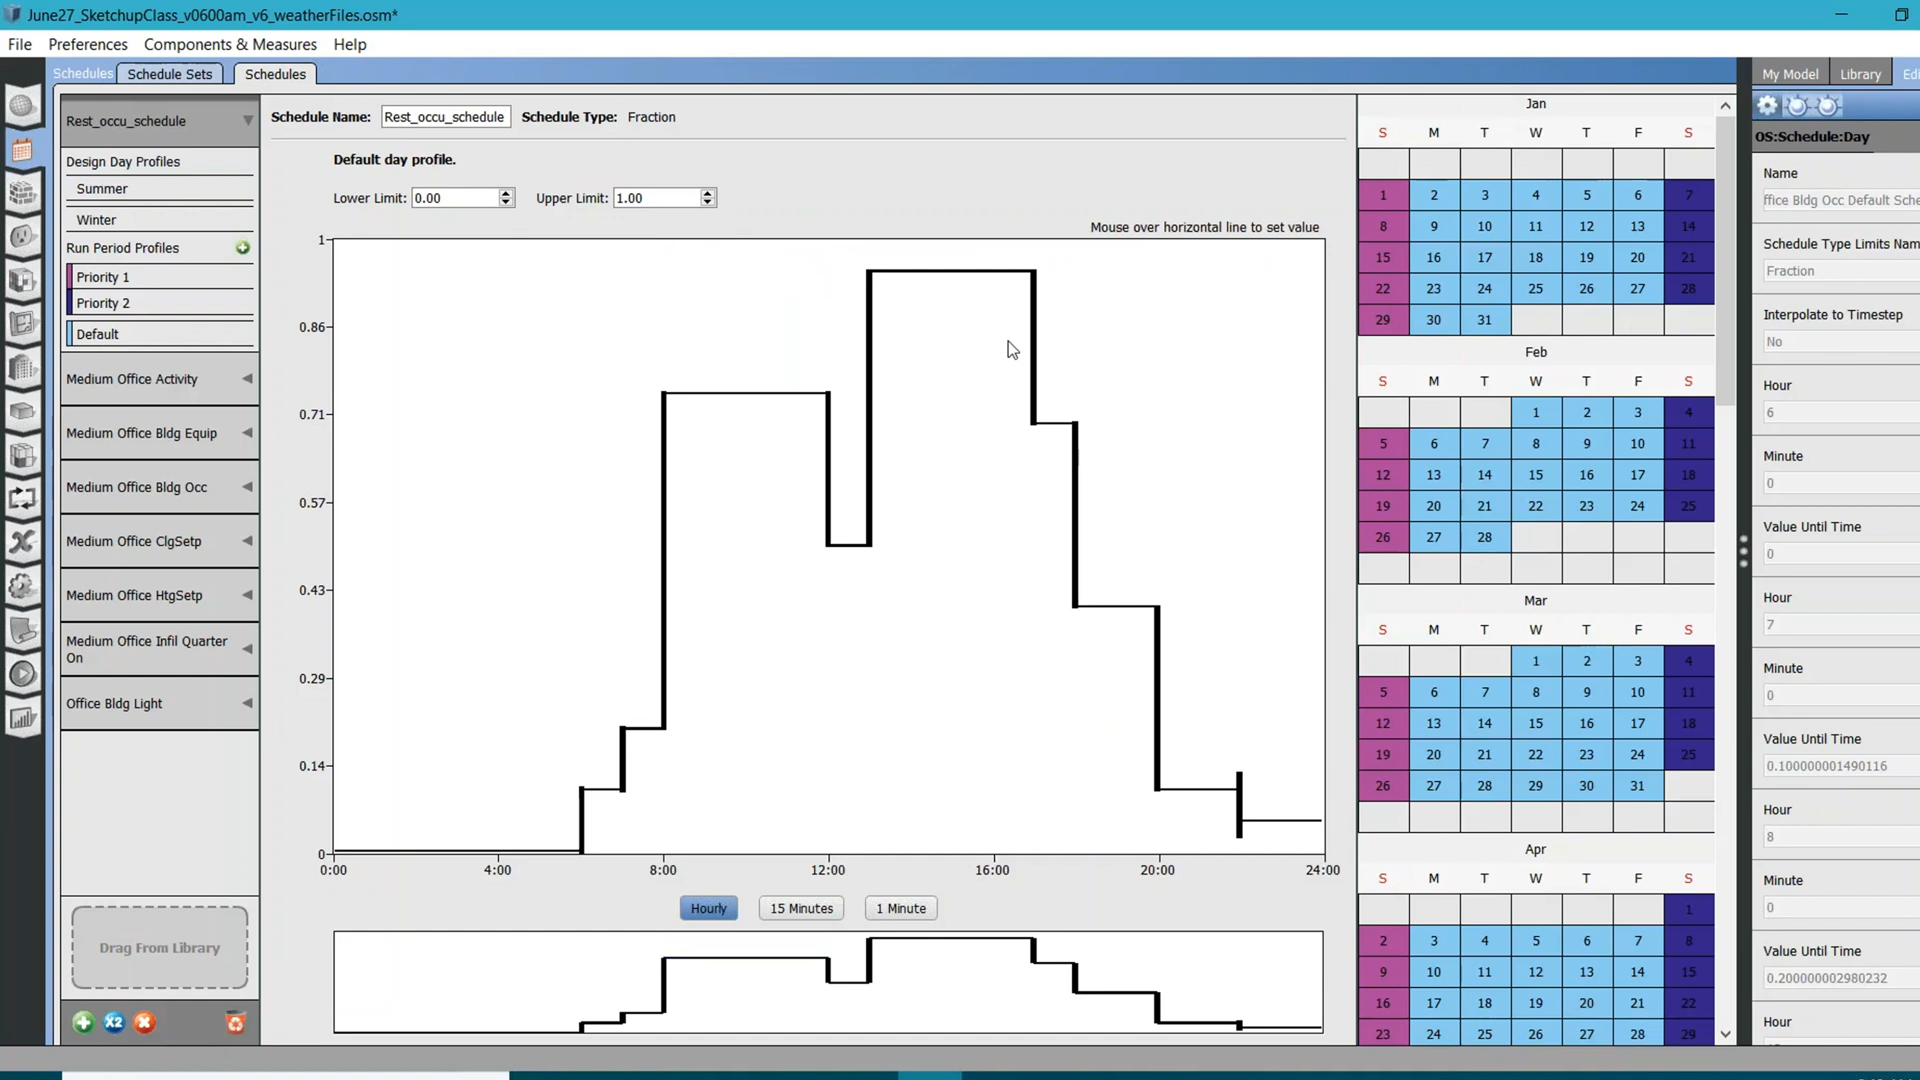 June27_SketchupClass_v0600am_v6_weatherFiles.osm*
File Preferences Components & Measures Help
Schedules Schedule Sets Schedules
My Model Library Edi
Rest_occu_schedule
Design Day Profiles
Summer
Winter
Run Period Profiles
Priority 1
Priority 2
Default
Medium Office Activity
Medium Office Bldg Equip
Medium Office Bldg Occ
Medium Office ClgSetp
Medium Office HtgSetp
Medium Office Infil Quarter
On
Office Bldg Light
Drag From Library
X2
Schedule Name: Rest_occu_schedule Schedule Type: Fraction
Default day profile.
Lower Limit: 0.00 Upper Limit: 1.00
Mouse over horizontal line to set value
1
0.86
0.71
0.57
0.43
0.29
0.14
0
0:00 4:00 8:00 12:00 16:00 20:00 24:00
Hourly 15 Minutes 1 Minute
Jan
S M T W T F S
1 2 3 4 5 6 7
8 9 10 11 12 13 14
15 16 17 18 19 20 21
22 23 24 25 26 27 28
29 30 31
Feb
S M T W T F S
1 2 3 4
5 6 7 8 9 10 11
12 13 14 15 16 17 18
19 20 21 22 23 24 25
26 27 28
Mar
S M T W T F S
1 2 3 4
5 6 7 8 9 10 11
12 13 14 15 16 17 18
19 20 21 22 23 24 25
26 27 28 29 30 31
Apr
S M T W T F S
1
2 3 4 5 6 7 8
9 10 11 12 13 14 15
16 17 18 19 20 21 22
23 24 25 26 27 28 29
OS:Schedule:Day
Name
ffice Bldg Occ Default Sche
Schedule Type Limits Nam
Fraction
Interpolate to Timestep
No
Hour
6
Minute
0
Value Until Time
0
Hour
7
Minute
0
Value Until Time
0.100000001490116
Hour
8
Minute
0
Value Until Time
0.200000002980232
Hour